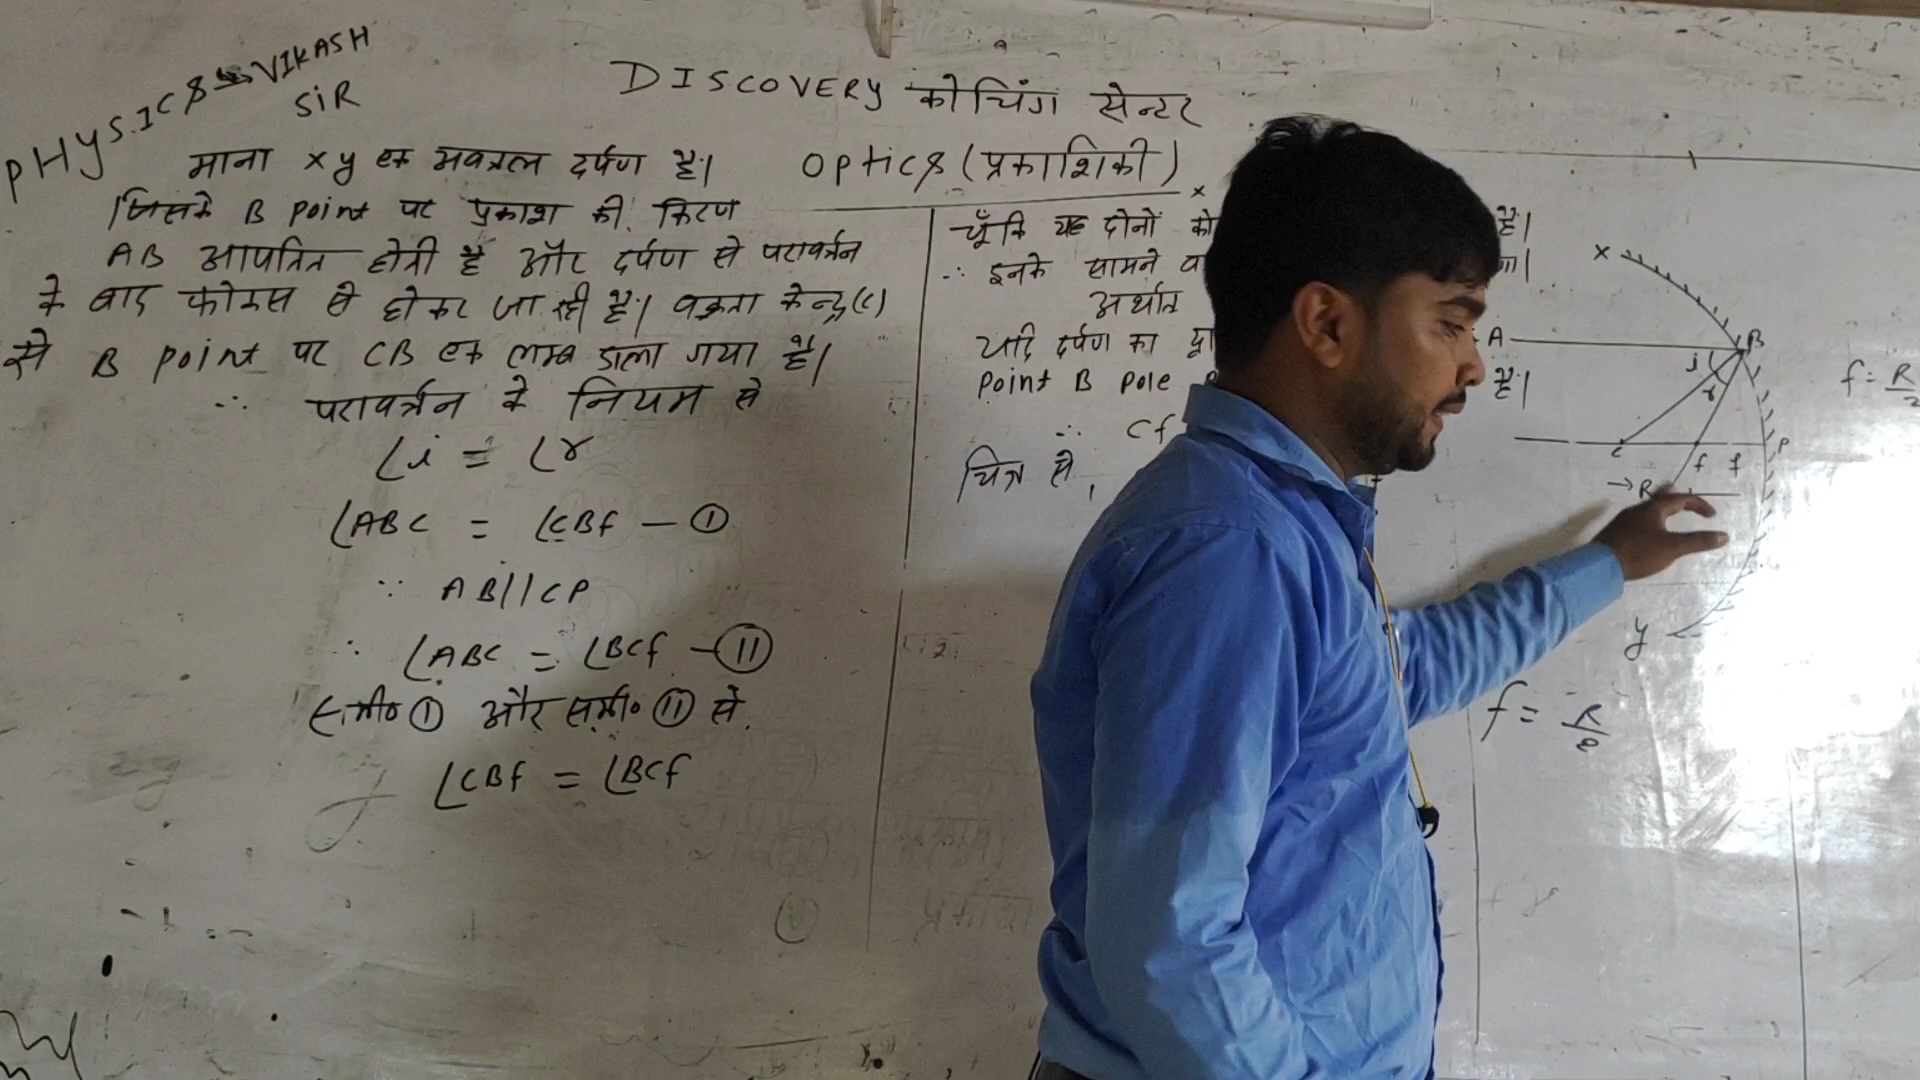 PHYSICS VIKASH
SIR
DISCOVERY कोचिंग सेन्टर
OPTICS (प्रकाशिकी)
माना xy एक अवतल दर्पण है।
जिसके B Point पर प्रकाश की किरण
AB आपतित होती है और दर्पण से परावर्तन
के बाद फोकस से होकर जा रही है। वक्रता केन्द्र(C)
से B point पर CB एक लम्ब डाला गया है।
∴ परावर्तन के नियम से
∠i = ∠r
∠ABC = ∠CBf — ①
∵ AB//CP
∴ ∠ABC = ∠BCf — ⑪
समी० ① और समी० ⑪ से
∠CBf = ∠BCf
चूँकि यह दोनों को है।
∴ इनके सामने
अर्थात
यदि दर्पण का
Point B Pole है।
∴ Cf
चित्र से,
x
A
B
i
r
f = R/2
C
f
f
P
→ R
y
f = R/2